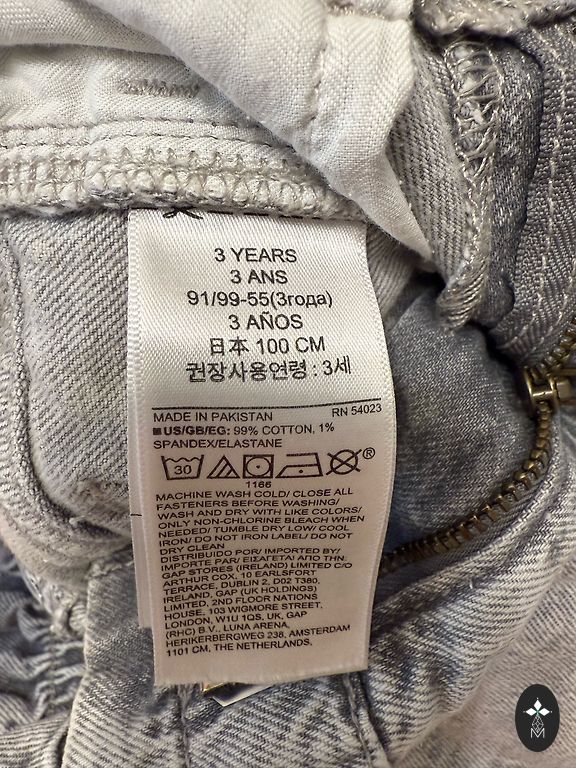 3 YEARS
3 ANS
91/99-55(3года)
3 AÑOS
日本 100 CM
권장사용연령 : 3세
MADE IN PAKISTAN RN 54023
US/GB/EG: 99% COTTON, 1%
SPANDEX/ELASTANE
30 ®
1166
MACHINE WASH COLD/ CLOSE ALL
FASTENERS BEFORE WASHING/
WASH AND DRY WITH LIKE COLORS/
ONLY NON-CHLORINE BLEACH WHEN
NEEDED/ TUMBLE DRY LOW/ COOL
IRON/ DO NOT IRON LABEL/ DO NOT
DRY CLEAN
DISTRIBUIDO POR/ IMPORTED BY/
IMPORTE PAR/ ΕΙΣΑΓΕΤΑΙ ΑΠΟ ΤΗΝ:
GAP STORES (IRELAND) LIMITED C/O
ARTHUR COX, 10 EARLSFORT
TERRACE, DUBLIN 2, D02 T380,
IRELAND, GAP (UK HOLDINGS)
LIMITED, 2ND FLOOR NATIONS
HOUSE, 103 WIGMORE STREET,
LONDON, W1U 1QS, UK, GAP
(RHC) B.V., LUNA ARENA,
HERIKERBERGWEG 238, AMSTERDAM
1101 CM, THE NETHERLANDS.
M